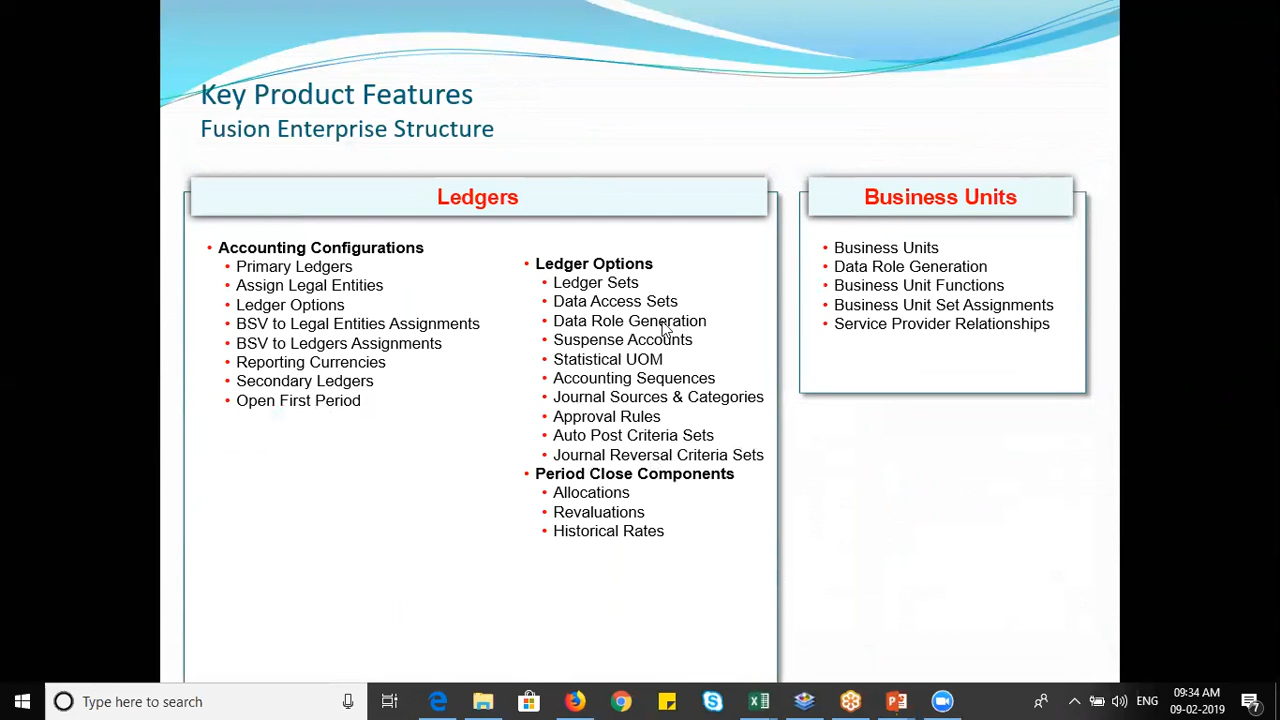 Key Product Features
Fusion Enterprise Structure
Ledgers
• Accounting Configurations
• Primary Ledgers
• Assign Legal Entities
• Ledger Options
• BSV to Legal Entities Assignments
• BSV to Ledgers Assignments
• Reporting Currencies
• Secondary Ledgers
• Open First Period
• Ledger Options
• Ledger Sets
• Data Access Sets
• Data Role Generation
• Suspense Accounts
• Statistical UOM
• Accounting Sequences
• Journal Sources & Categories
• Approval Rules
• Auto Post Criteria Sets
• Journal Reversal Criteria Sets
• Period Close Components
• Allocations
• Revaluations
• Historical Rates
Business Units
• Business Units
• Data Role Generation
• Business Unit Functions
• Business Unit Set Assignments
• Service Provider Relationships
Type here to search
ENG
09:34 AM
09-02-2019
7